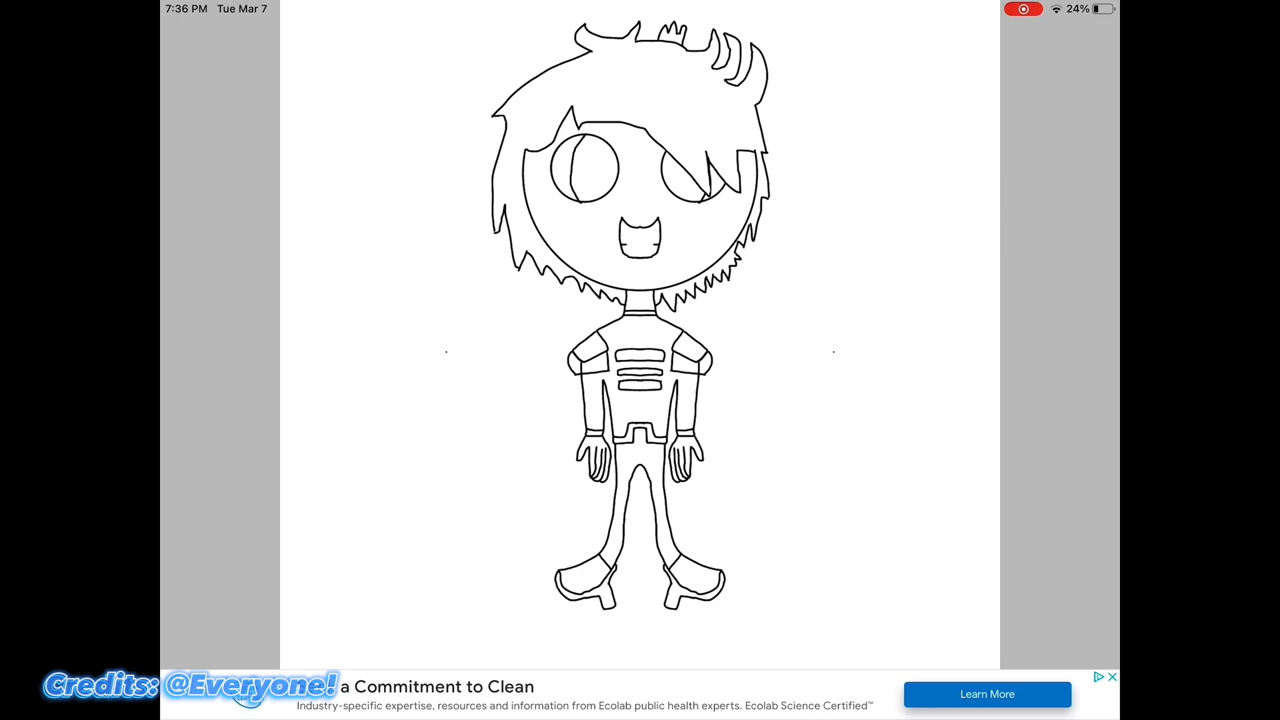 7:36 PM Tue Mar 7
24%
Credits: @Everyone!
a Commitment to Clean
Industry-specific expertise, resources and information from Ecolab public health experts. Ecolab Science Certified™
Learn More